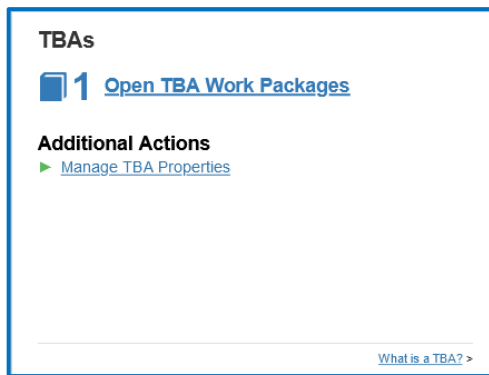 TBAs
1 Open TBA Work Packages
Additional Actions
Manage TBA Properties
What is a TBA? >